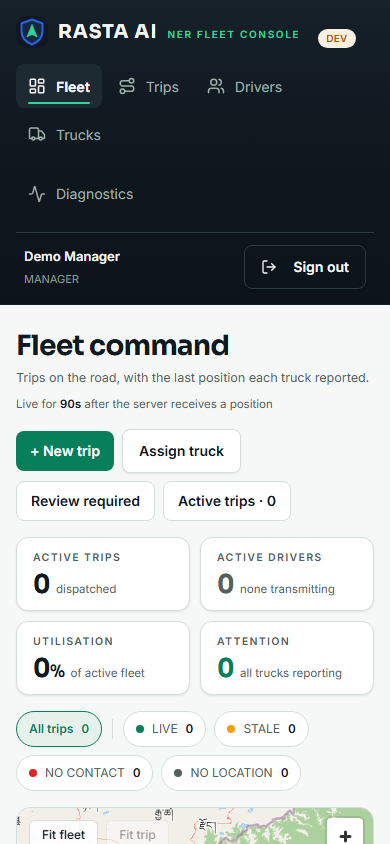 RASTA AI NER FLEET CONSOLE DEV
Fleet Trips Drivers
Trucks
Diagnostics
Demo Manager
MANAGER
Sign out
Fleet command
Trips on the road, with the last position each truck reported.
Live for 90s after the server receives a position
+ New trip Assign truck
Review required Active trips · 0
ACTIVE TRIPS
0 dispatched
ACTIVE DRIVERS
0 none transmitting
UTILISATION
0% of active fleet
ATTENTION
0 all trucks reporting
All trips 0 LIVE 0 STALE 0
NO CONTACT 0 NO LOCATION 0
Fit fleet Fit trip +